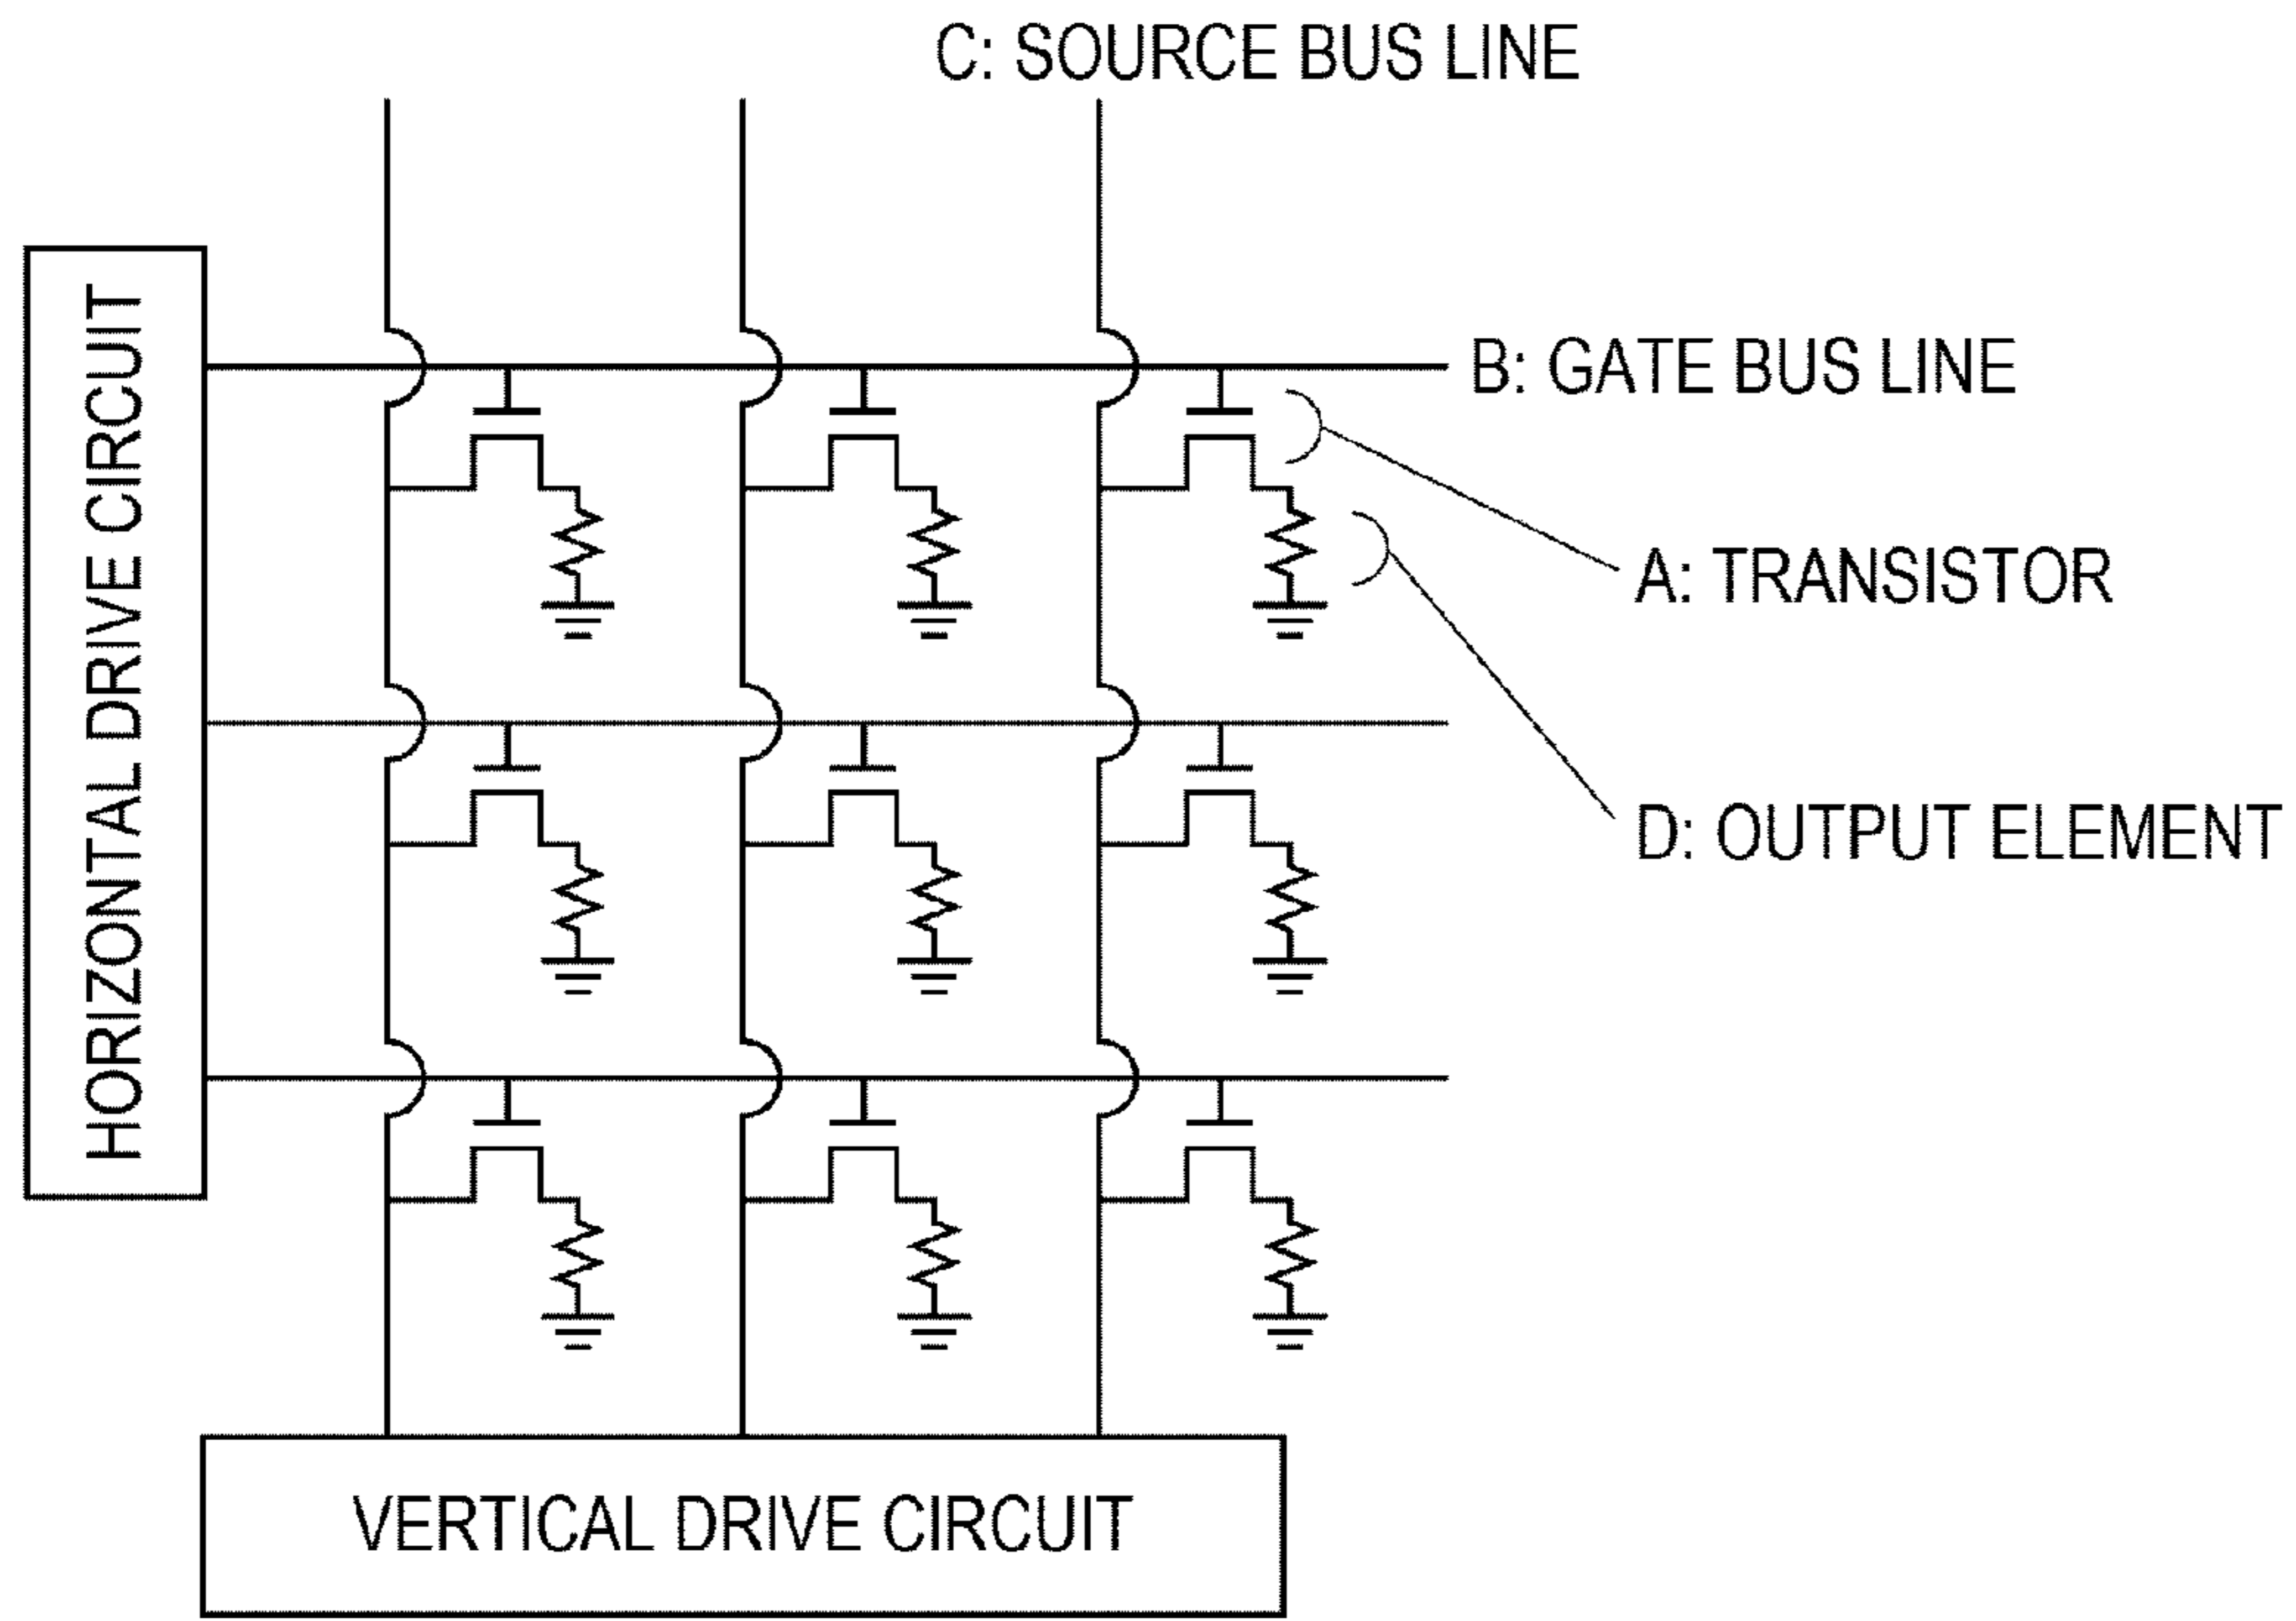 C: SOURCE BUS LINE
HORIZONTAL DRIVE CIRCUIT
B: GATE BUS LINE
A: TRANSISTOR
D: OUTPUT ELEMENT
VERTICAL DRIVE CIRCUIT